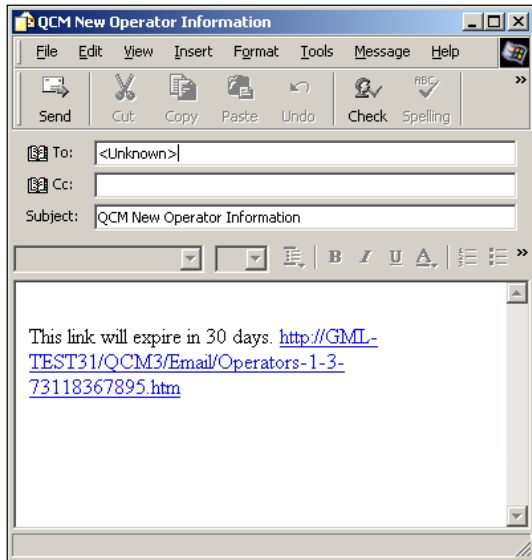 QCM New Operator Information
File Edit View Insert Format Tools Message Help
Send Cut Copy Paste Undo Check Spelling
To: <Unknown>
Cc:
Subject: QCM New Operator Information
B I U A
This link will expire in 30 days. http://GML-
TEST31/QCM3/Email/Operators-1-3-
73118367895.htm